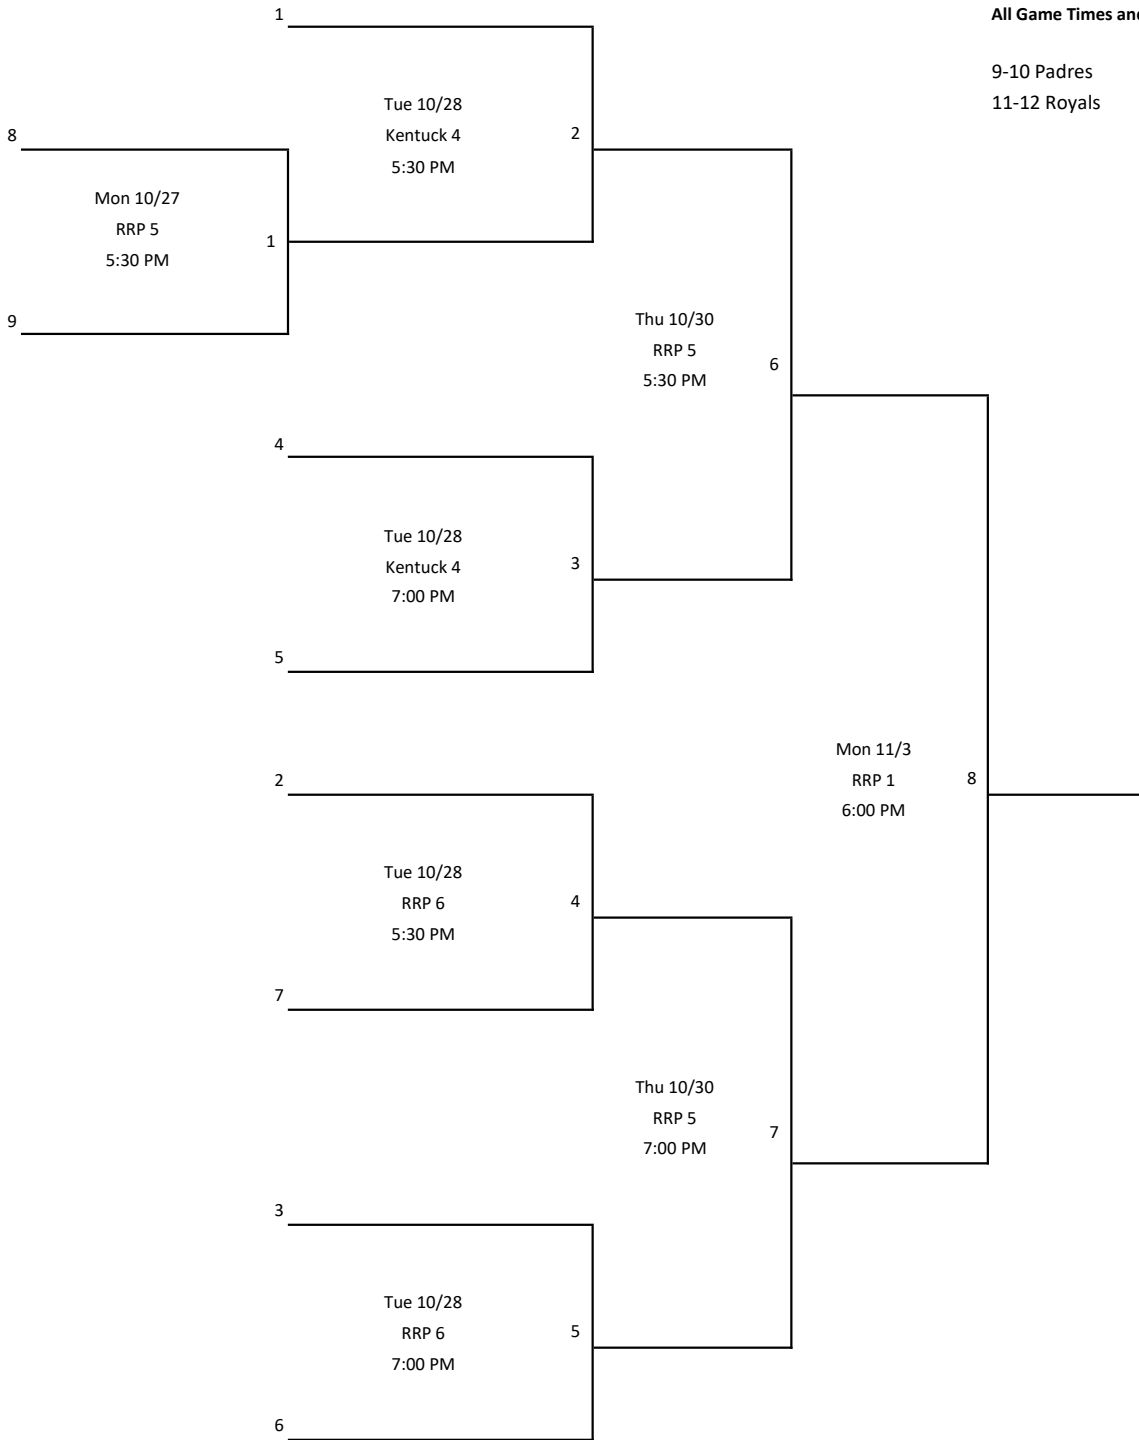 1
All Game Times and
9-10 Padres
11-12 Royals
Tue 10/28
Kentuck 4
5:30 PM
2
8
Mon 10/27
RRP 5
5:30 PM
1
9
Thu 10/30
RRP 5
5:30 PM
6
4
Tue 10/28
Kentuck 4
7:00 PM
3
5
Mon 11/3
RRP 1
6:00 PM
8
2
Tue 10/28
RRP 6
5:30 PM
4
7
Thu 10/30
RRP 5
7:00 PM
7
3
Tue 10/28
RRP 6
7:00 PM
5
6